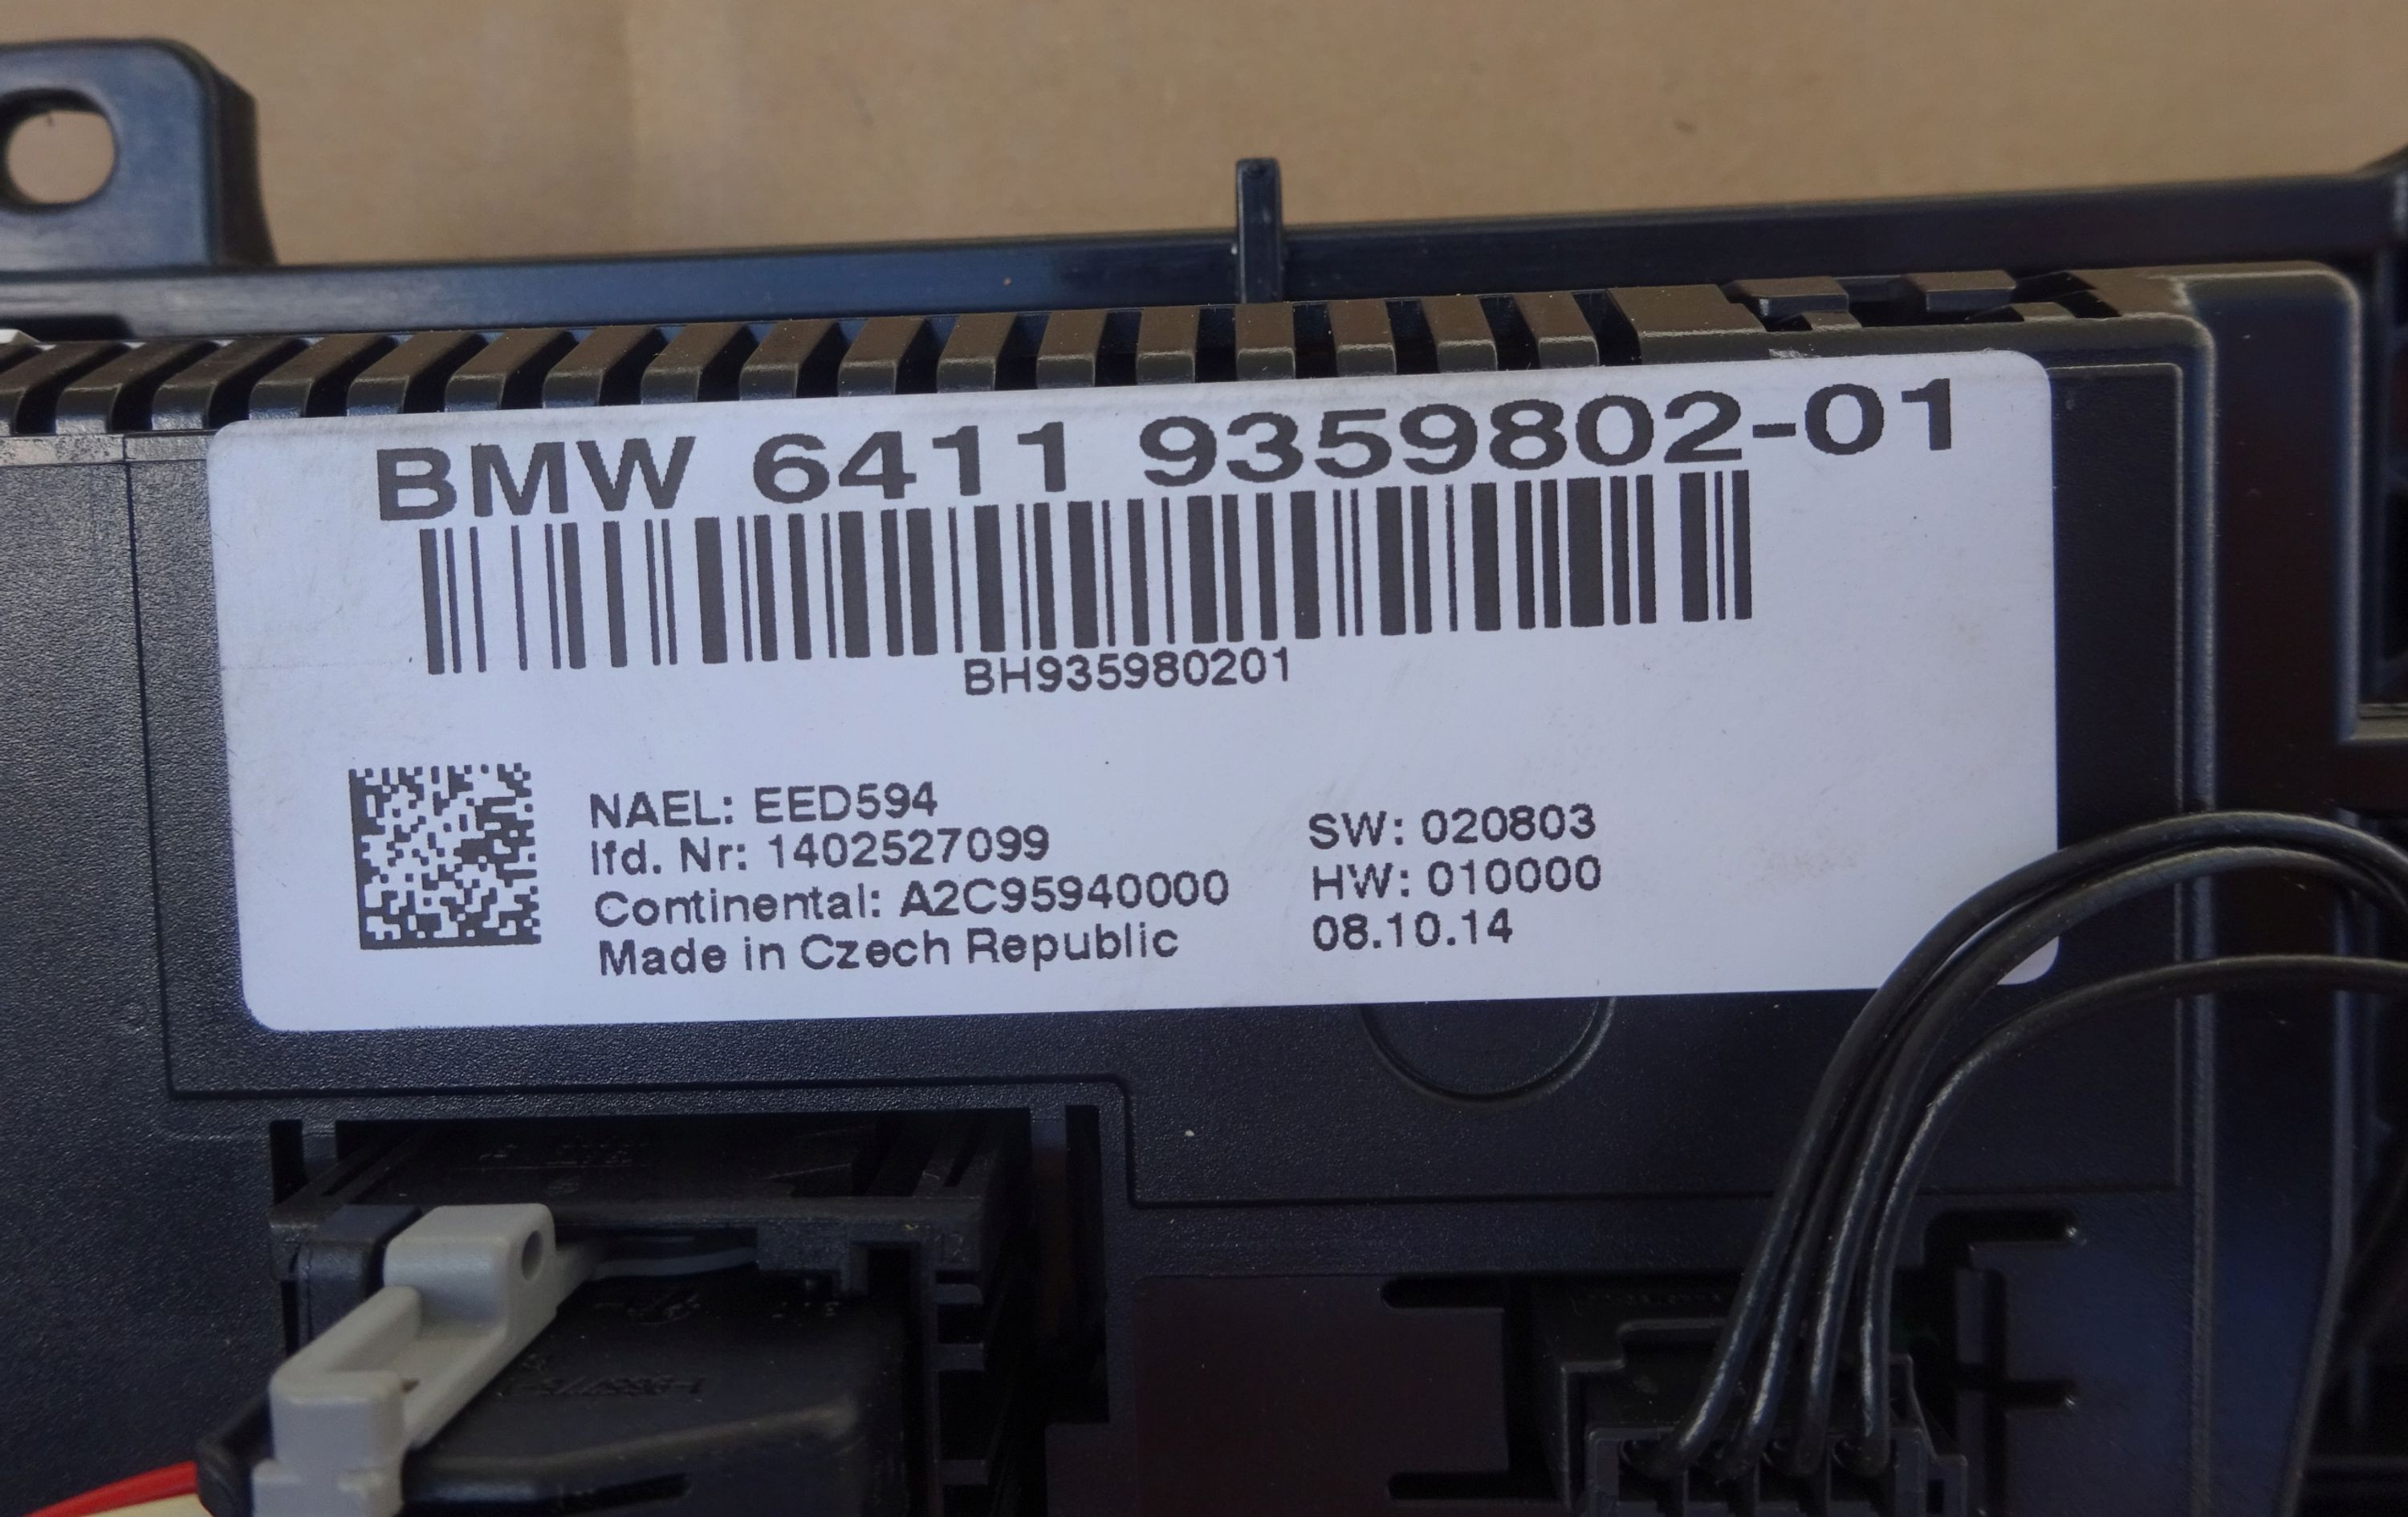 BMW 6411 9359802-01
BH935980201
NAEL: EED594
lfd. Nr: 1402527099
Continental: A2C95940000
Made in Czech Republic
SW: 020803
HW: 010000
08.10.14